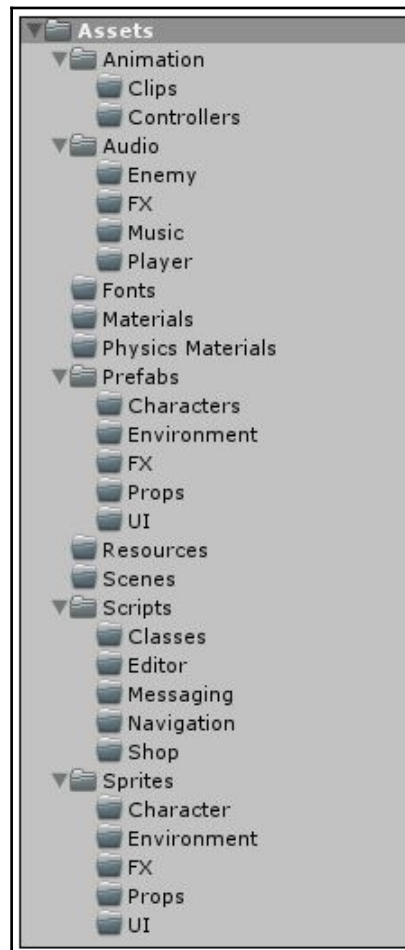 Assets
Animation
Clips
Controllers
Audio
Enemy
FX
Music
Player
Fonts
Materials
Physics Materials
Prefabs
Characters
Environment
FX
Props
UI
Resources
Scenes
Scripts
Classes
Editor
Messaging
Navigation
Shop
Sprites
Character
Environment
FX
Props
UI